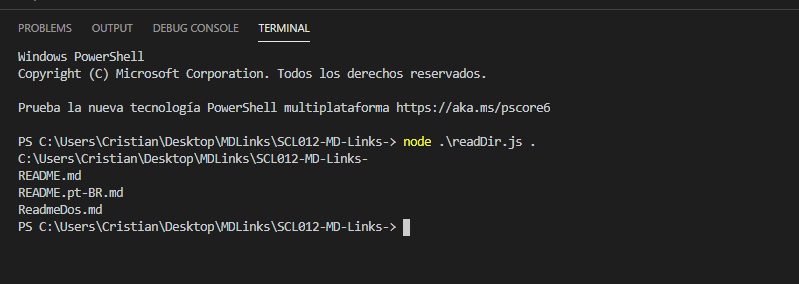 PROBLEMS OUTPUT DEBUG CONSOLE TERMINAL
Windows PowerShell
Copyright (C) Microsoft Corporation. Todos los derechos reservados.
Prueba la nueva tecnología PowerShell multiplataforma https://aka.ms/pscore6
PS C:\Users\Cristian\Desktop\MDLinks\SCL012-MD-Links-> node .\readDir.js .
C:\Users\Cristian\Desktop\MDLinks\SCL012-MD-Links-
README.md
README.pt-BR.md
ReadmeDos.md
PS C:\Users\Cristian\Desktop\MDLinks\SCL012-MD-Links->